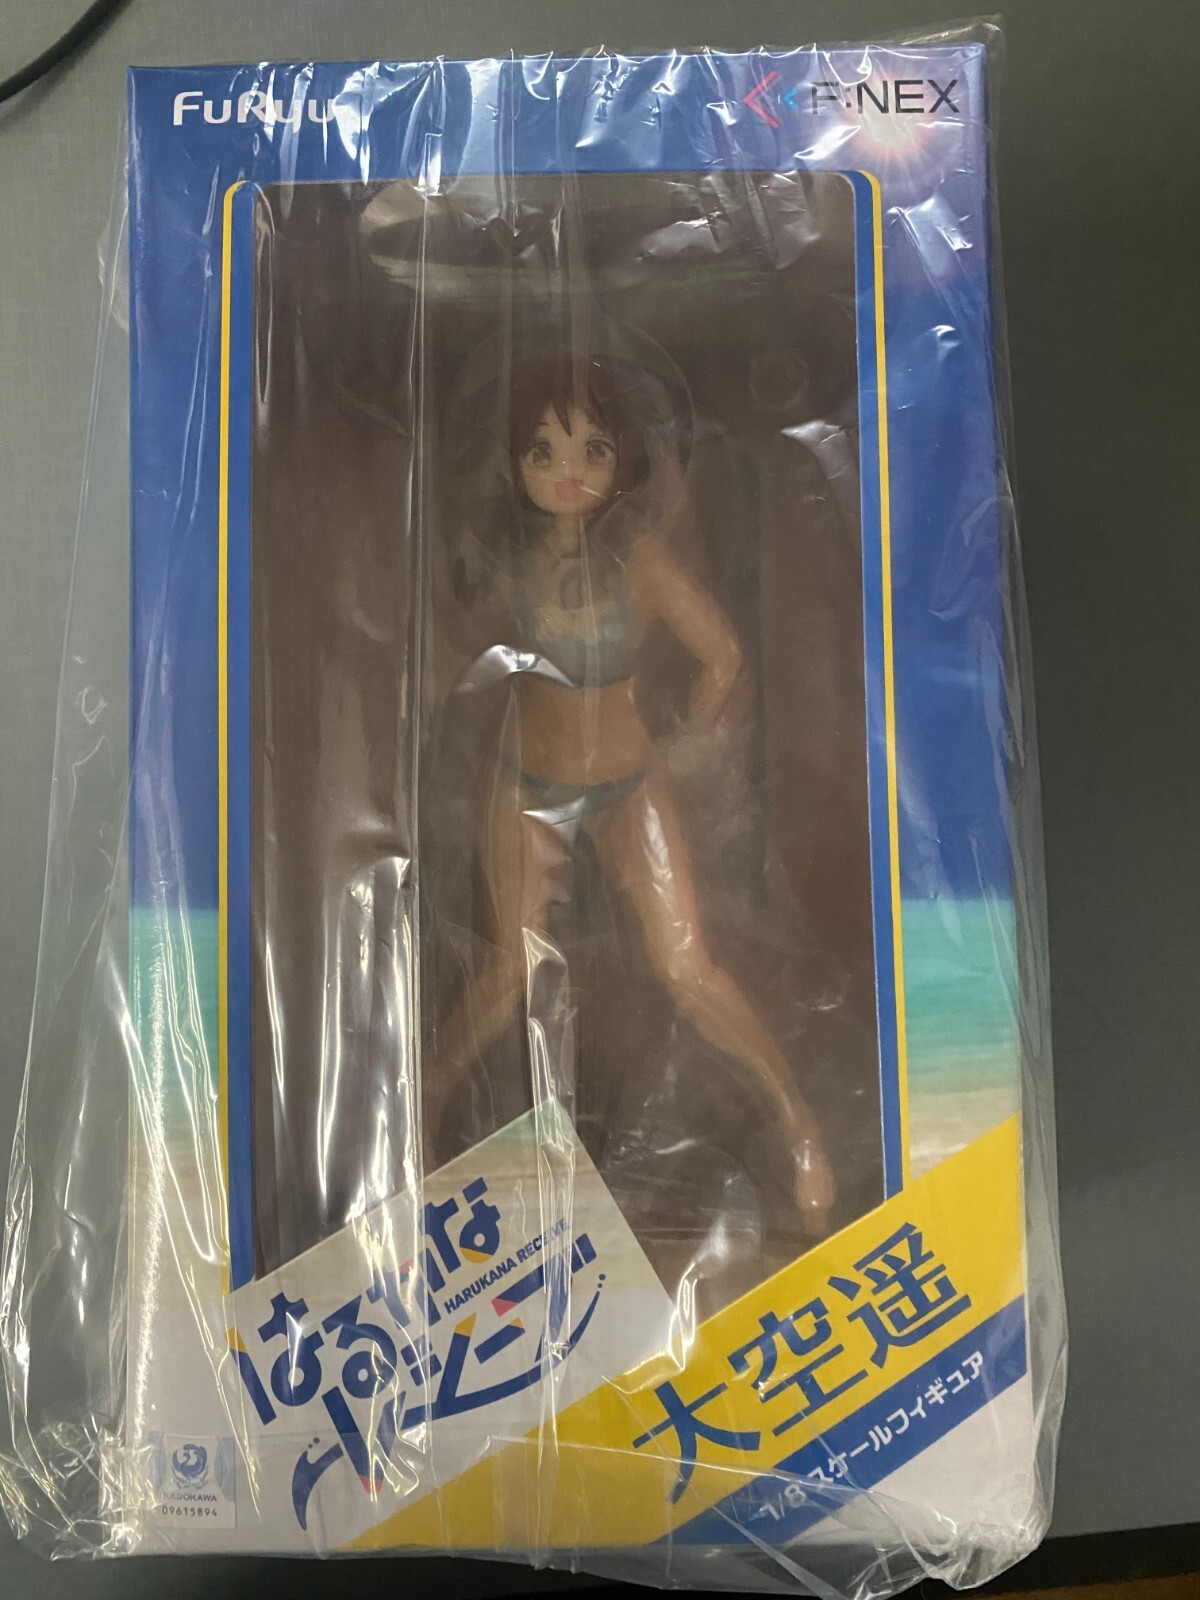 FuRyu
F:NEX
はるかな
HARUKANA RECEIVE
レシーブ
大空遥
1/8スケールフィギュア
KADOKAWA
09615894